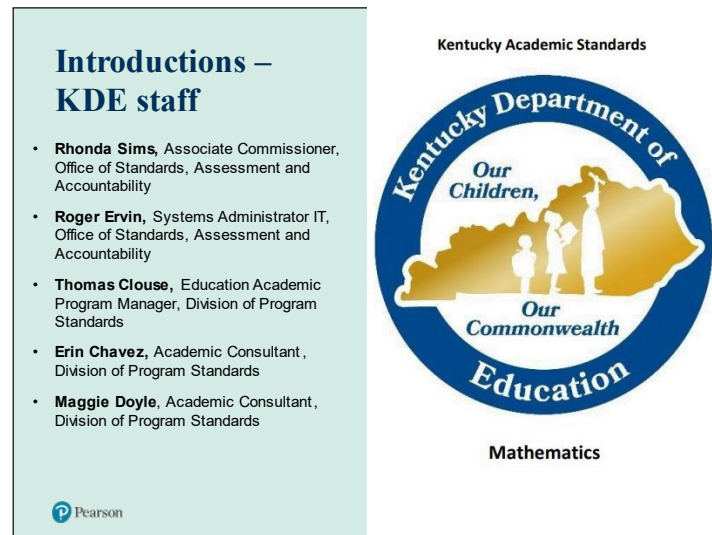 Introductions –
KDE staff
• Rhonda Sims, Associate Commissioner,
Office of Standards, Assessment and
Accountability
• Roger Ervin, Systems Administrator IT,
Office of Standards, Assessment and
Accountability
• Thomas Clouse, Education Academic
Program Manager, Division of Program
Standards
• Erin Chavez, Academic Consultant,
Division of Program Standards
• Maggie Doyle, Academic Consultant,
Division of Program Standards
Pearson
Kentucky Academic Standards
Kentucky Department of
Our
Children,
Our
Commonwealth
Education
Mathematics